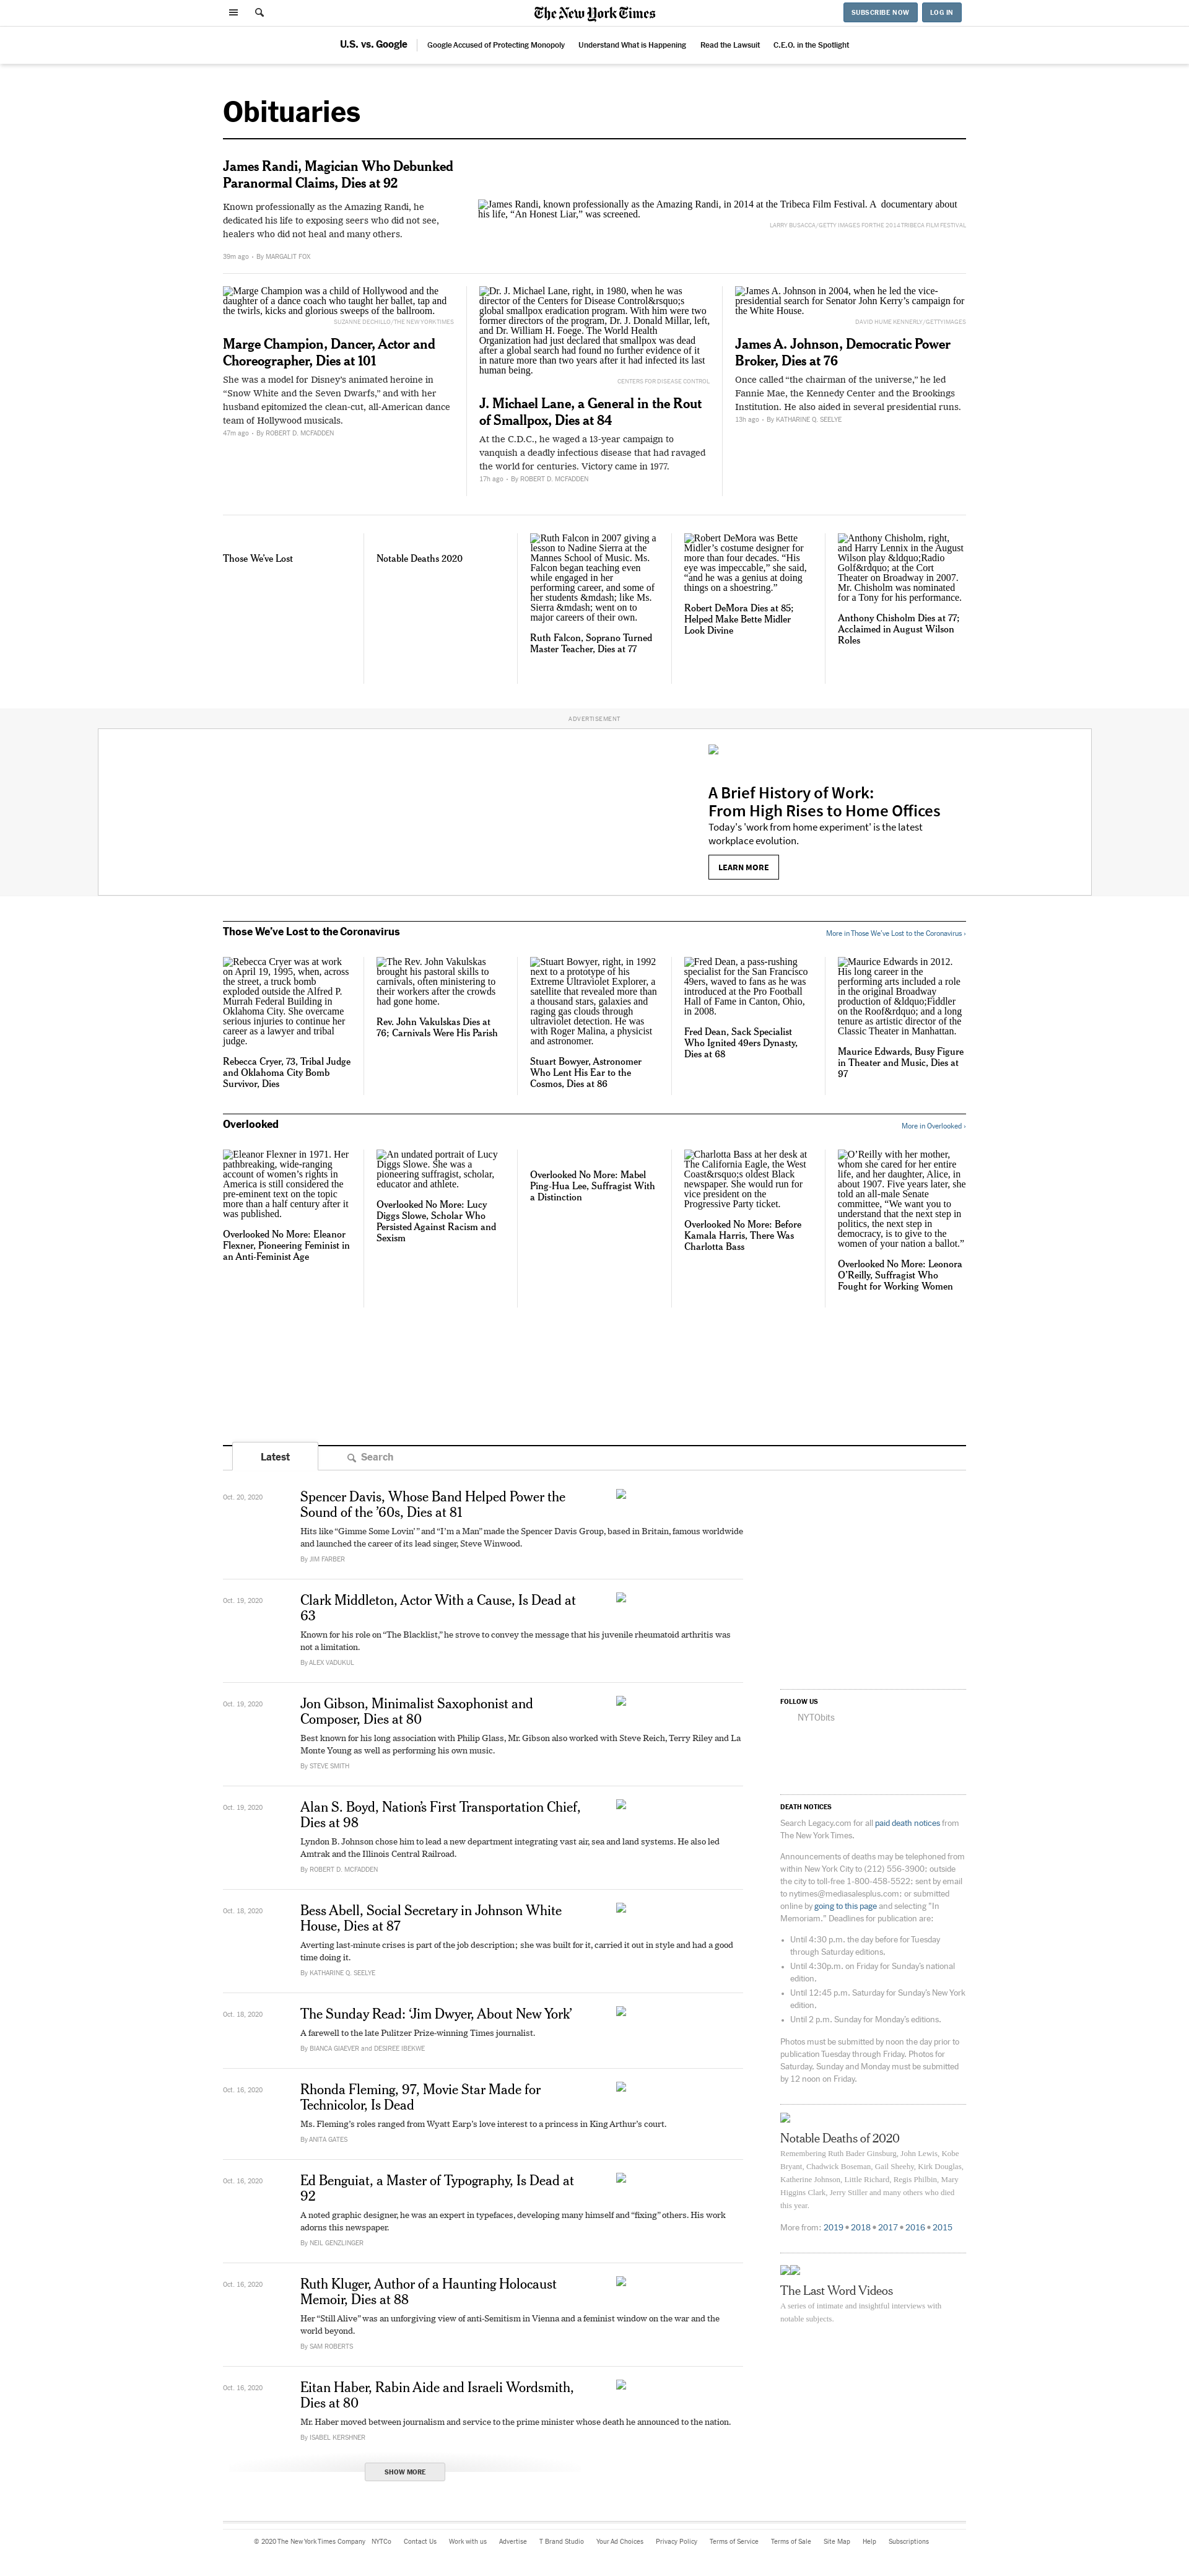 The New York Times
SUBSCRIBE NOW
LOG IN
U.S. vs. Google
Google Accused of Protecting Monopoly
Understand What is Happening
Read the Lawsuit
C.E.O. in the Spotlight
Obituaries
James Randi, Magician Who Debunked
Paranormal Claims, Dies at 92
Known professionally as the Amazing Randi, he
dedicated his life to exposing seers who did not see,
healers who did not heal and many others.
39m ago • By MARGALIT FOX
James Randi, known professionally as the Amazing Randi, in 2014 at the Tribeca Film Festival. A documentary about
his life, “An Honest Liar,” was screened.
LARRY BUSACCA/GETTY IMAGES FOR THE 2014 TRIBECA FILM FESTIVAL
Marge Champion was a child of Hollywood and the
daughter of a dance coach who taught her ballet, tap and
the twirls, kicks and glorious sweeps of the ballroom.
SUZANNE DECHILLO/THE NEW YORK TIMES
Marge Champion, Dancer, Actor and
Choreographer, Dies at 101
She was a model for Disney’s animated heroine in
“Snow White and the Seven Dwarfs,” and with her
husband epitomized the clean-cut, all-American dance
team of Hollywood musicals.
47m ago • By ROBERT D. MCFADDEN
Dr. J. Michael Lane, right, in 1980, when he was
director of the Centers for Disease Control&rsquo;s
global smallpox eradication program. With him were two
former directors of the program, Dr. J. Donald Millar, left,
and Dr. William H. Foege. The World Health
Organization had just declared that smallpox was dead
after a global search had found no further evidence of it
in nature more than two years after it had infected its last
human being.
CENTERS FOR DISEASE CONTROL
J. Michael Lane, a General in the Rout
of Smallpox, Dies at 84
At the C.D.C., he waged a 13-year campaign to
vanquish a deadly infectious disease that had ravaged
the world for centuries. Victory came in 1977.
17h ago • By ROBERT D. MCFADDEN
James A. Johnson in 2004, when he led the vice-
presidential search for Senator John Kerry’s campaign for
the White House.
DAVID HUME KENNERLY/GETTY IMAGES
James A. Johnson, Democratic Power
Broker, Dies at 76
Once called “the chairman of the universe,” he led
Fannie Mae, the Kennedy Center and the Brookings
Institution. He also aided in several presidential runs.
13h ago • By KATHARINE Q. SEELYE
Those We’ve Lost
Notable Deaths 2020
Ruth Falcon in 2007 giving a
lesson to Nadine Sierra at the
Mannes School of Music. Ms.
Falcon began teaching even
while engaged in her
performing career, and some of
her students &mdash; like Ms.
Sierra &mdash; went on to
major careers of their own.
Ruth Falcon, Soprano Turned
Master Teacher, Dies at 77
Robert DeMora was Bette
Midler’s costume designer for
more than four decades. “His
eye was impeccable,” she said,
“and he was a genius at doing
things on a shoestring.”
Robert DeMora Dies at 85;
Helped Make Bette Midler
Look Divine
Anthony Chisholm, right,
and Harry Lennix in the August
Wilson play &ldquo;Radio
Golf&rdquo; at the Cort
Theater on Broadway in 2007.
Mr. Chisholm was nominated
for a Tony for his performance.
Anthony Chisholm Dies at 77;
Acclaimed in August Wilson
Roles
ADVERTISEMENT
A Brief History of Work:
From High Rises to Home Offices
Today's 'work from home experiment' is the latest
workplace evolution.
LEARN MORE
Those We’ve Lost to the Coronavirus
More in Those We’ve Lost to the Coronavirus ›
Rebecca Cryer was at work
on April 19, 1995, when, across
the street, a truck bomb
exploded outside the Alfred P.
Murrah Federal Building in
Oklahoma City. She overcame
serious injuries to continue her
career as a lawyer and tribal
judge.
Rebecca Cryer, 73, Tribal Judge
and Oklahoma City Bomb
Survivor, Dies
The Rev. John Vakulskas
brought his pastoral skills to
carnivals, often ministering to
their workers after the crowds
had gone home.
Rev. John Vakulskas Dies at
76; Carnivals Were His Parish
Stuart Bowyer, right, in 1992
next to a prototype of his
Extreme Ultraviolet Explorer, a
satellite that revealed more than
a thousand stars, galaxies and
raging gas clouds through
ultraviolet detection. He was
with Roger Malina, a physicist
and astronomer.
Stuart Bowyer, Astronomer
Who Lent His Ear to the
Cosmos, Dies at 86
Fred Dean, a pass-rushing
specialist for the San Francisco
49ers, waved to fans as he was
introduced at the Pro Football
Hall of Fame in Canton, Ohio,
in 2008.
Fred Dean, Sack Specialist
Who Ignited 49ers Dynasty,
Dies at 68
Maurice Edwards in 2012.
His long career in the
performing arts included a role
in the original Broadway
production of &ldquo;Fiddler
on the Roof&rdquo; and a long
tenure as artistic director of the
Classic Theater in Manhattan.
Maurice Edwards, Busy Figure
in Theater and Music, Dies at
97
Overlooked
More in Overlooked ›
Eleanor Flexner in 1971. Her
pathbreaking, wide-ranging
account of women’s rights in
America is still considered the
pre-eminent text on the topic
more than a half century after it
was published.
Overlooked No More: Eleanor
Flexner, Pioneering Feminist in
an Anti-Feminist Age
An undated portrait of Lucy
Diggs Slowe. She was a
pioneering suffragist, scholar,
educator and athlete.
Overlooked No More: Lucy
Diggs Slowe, Scholar Who
Persisted Against Racism and
Sexism
Overlooked No More: Mabel
Ping-Hua Lee, Suffragist With
a Distinction
Charlotta Bass at her desk at
The California Eagle, the West
Coast&rsquo;s oldest Black
newspaper. She would run for
vice president on the
Progressive Party ticket.
Overlooked No More: Before
Kamala Harris, There Was
Charlotta Bass
O’Reilly with her mother,
whom she cared for her entire
life, and her daughter, Alice, in
about 1907. Five years later, she
told an all-male Senate
committee, “We want you to
understand that the next step in
politics, the next step in
democracy, is to give to the
women of your nation a ballot.”
Overlooked No More: Leonora
O’Reilly, Suffragist Who
Fought for Working Women
Latest
Search
Oct. 20, 2020
Spencer Davis, Whose Band Helped Power the
Sound of the ’60s, Dies at 81
Hits like “Gimme Some Lovin’ ” and “I’m a Man” made the Spencer Davis Group, based in Britain, famous worldwide
and launched the career of its lead singer, Steve Winwood.
By JIM FARBER
Oct. 19, 2020
Clark Middleton, Actor With a Cause, Is Dead at
63
Known for his role on “The Blacklist,” he strove to convey the message that his juvenile rheumatoid arthritis was
not a limitation.
By ALEX VADUKUL
Oct. 19, 2020
Jon Gibson, Minimalist Saxophonist and
Composer, Dies at 80
Best known for his long association with Philip Glass, Mr. Gibson also worked with Steve Reich, Terry Riley and La
Monte Young as well as performing his own music.
By STEVE SMITH
Oct. 19, 2020
Alan S. Boyd, Nation’s First Transportation Chief,
Dies at 98
Lyndon B. Johnson chose him to lead a new department integrating vast air, sea and land systems. He also led
Amtrak and the Illinois Central Railroad.
By ROBERT D. MCFADDEN
Oct. 18, 2020
Bess Abell, Social Secretary in Johnson White
House, Dies at 87
Averting last-minute crises is part of the job description; she was built for it, carried it out in style and had a good
time doing it.
By KATHARINE Q. SEELYE
Oct. 18, 2020
The Sunday Read: ‘Jim Dwyer, About New York’
A farewell to the late Pulitzer Prize-winning Times journalist.
By BIANCA GIAEVER and DESIREE IBEKWE
Oct. 16, 2020
Rhonda Fleming, 97, Movie Star Made for
Technicolor, Is Dead
Ms. Fleming’s roles ranged from Wyatt Earp’s love interest to a princess in King Arthur’s court.
By ANITA GATES
Oct. 16, 2020
Ed Benguiat, a Master of Typography, Is Dead at
92
A noted graphic designer, he was an expert in typefaces, developing many himself and “fixing” others. His work
adorns this newspaper.
By NEIL GENZLINGER
Oct. 16, 2020
Ruth Kluger, Author of a Haunting Holocaust
Memoir, Dies at 88
Her “Still Alive” was an unforgiving view of anti-Semitism in Vienna and a feminist window on the war and the
world beyond.
By SAM ROBERTS
Oct. 16, 2020
Eitan Haber, Rabin Aide and Israeli Wordsmith,
Dies at 80
Mr. Haber moved between journalism and service to the prime minister whose death he announced to the nation.
By ISABEL KERSHNER
SHOW MORE
FOLLOW US
NYTObits
DEATH NOTICES
Search Legacy.com for all paid death notices from
The New York Times.
Announcements of deaths may be telephoned from
within New York City to (212) 556-3900; outside
the city to toll-free 1-800-458-5522; sent by email
to nytimes@mediasalesplus.com; or submitted
online by going to this page and selecting "In
Memoriam." Deadlines for publication are:
• Until 4:30 p.m. the day before for Tuesday
through Saturday editions.
• Until 4:30p.m. on Friday for Sunday's national
edition.
• Until 12:45 p.m. Saturday for Sunday's New York
edition.
• Until 2 p.m. Sunday for Monday's editions.
Photos must be submitted by noon the day prior to
publication Tuesday through Friday. Photos for
Saturday, Sunday and Monday must be submitted
by 12 noon on Friday.
Notable Deaths of 2020
Remembering Ruth Bader Ginsburg, John Lewis, Kobe
Bryant, Chadwick Boseman, Gail Sheehy, Kirk Douglas,
Katherine Johnson, Little Richard, Regis Philbin, Mary
Higgins Clark, Jerry Stiller and many others who died
this year.
More from: 2019 • 2018 • 2017 • 2016 • 2015
The Last Word Videos
A series of intimate and insightful interviews with
notable subjects.
© 2020 The New York Times Company
NYTCo
Contact Us
Work with us
Advertise
T Brand Studio
Your Ad Choices
Privacy Policy
Terms of Service
Terms of Sale
Site Map
Help
Subscriptions